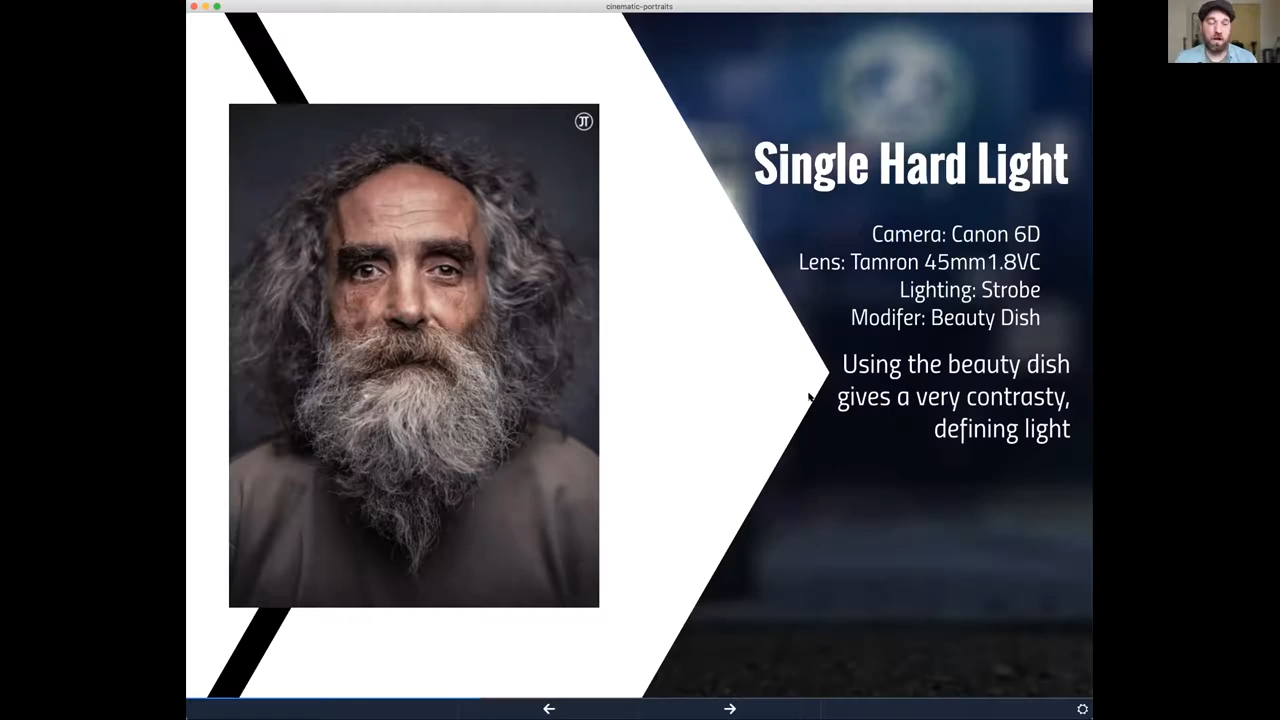 cinematic-portraits
JT
Single Hard Light
Camera: Canon 6D
Lens: Tamron 45mm1.8VC
Lighting: Strobe
Modifer: Beauty Dish
Using the beauty dish
gives a very contrasty,
defining light